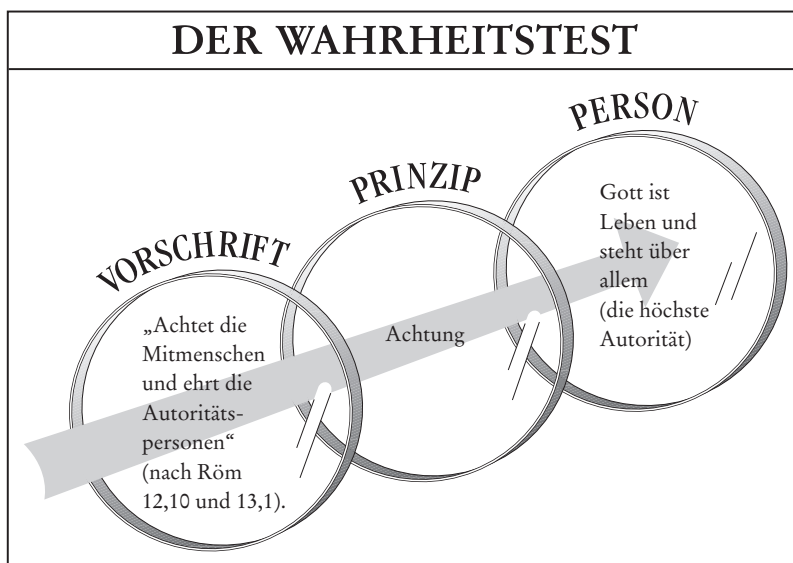 DER WAHRHEITSTEST
VORSCHRIFT
„Achtet die
Mitmenschen
und ehrt die
Autoritäts-
personen“
(nach Röm
12,10 und 13,1).
PRINZIP
Achtung
PERSON
Gott ist
Leben und
steht über
allem
(die höchste
Autorität)